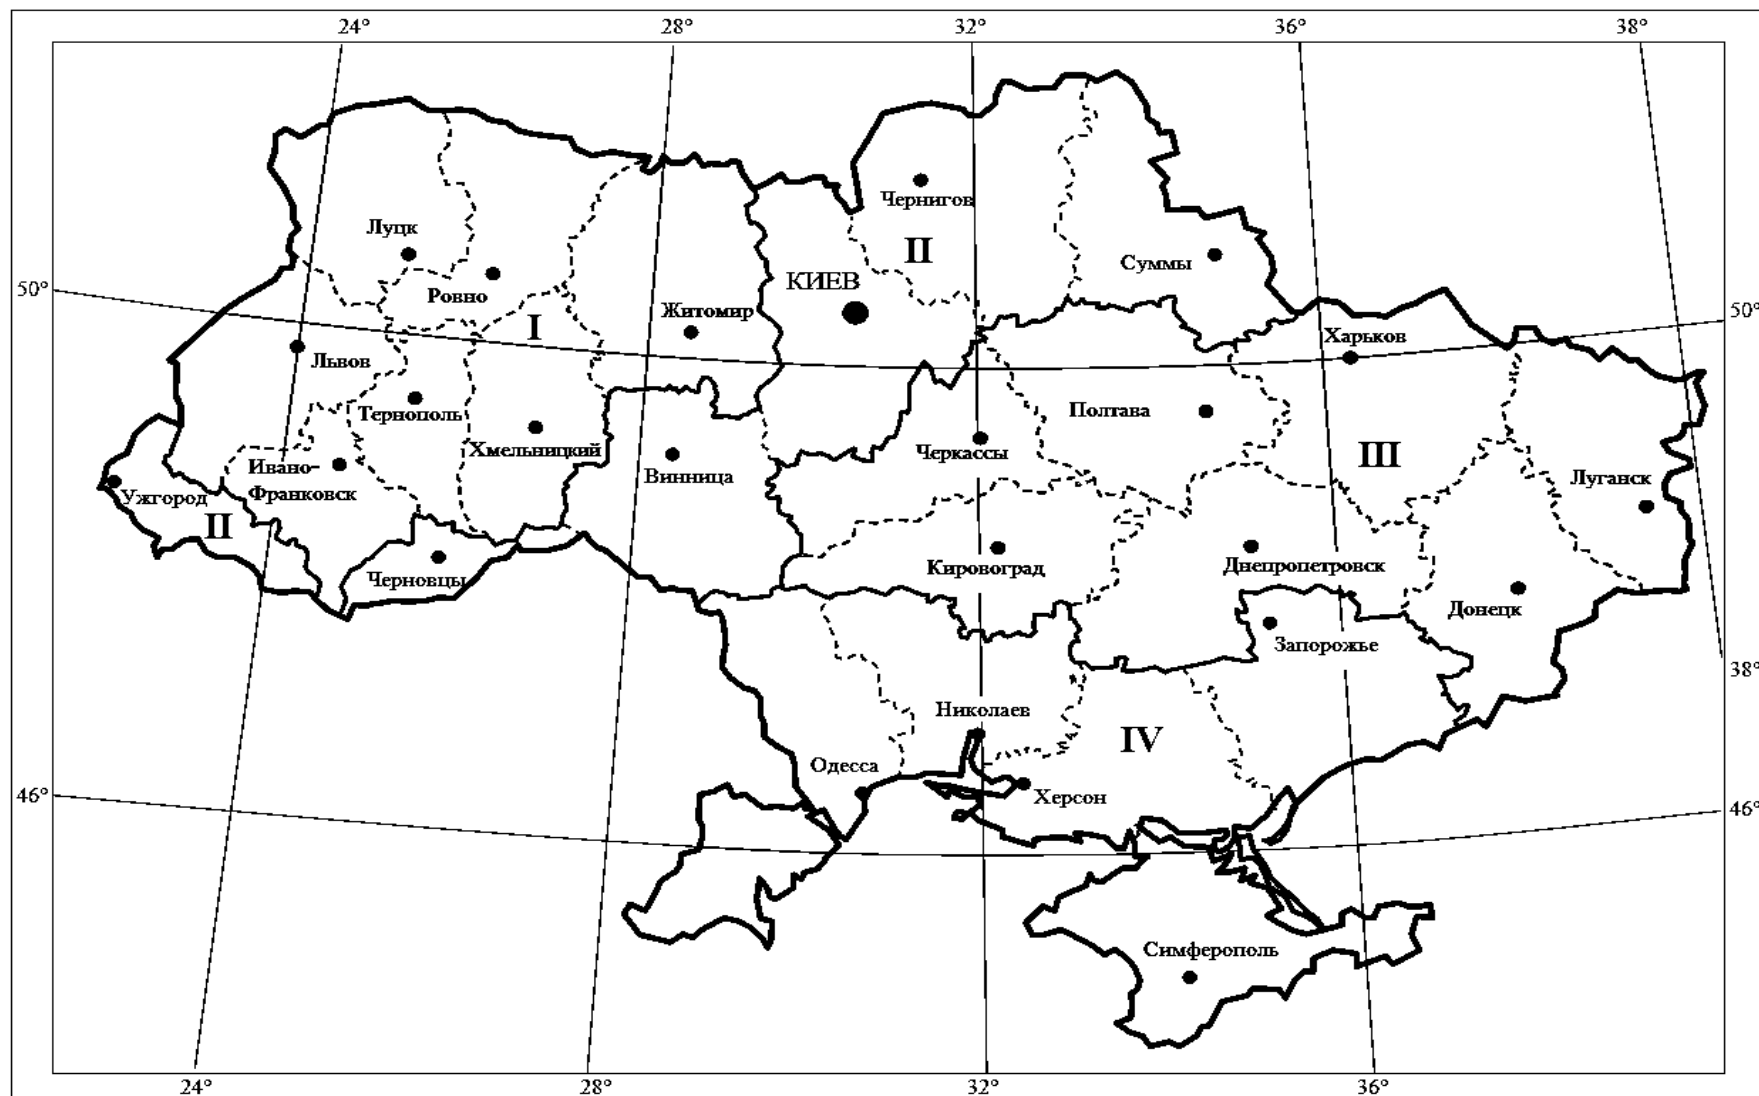 24°
28°
32°
36°
38°
Чернигов
Луцк
II
Суммы
КИЕВ
50°
Ровно
50°
Житомир
I
Харьков
Львов
Тернополь
Полтава
Хмельницкий
Черкассы
III
Ивано-
Франковск
Винница
Луганск
Ужгород
II
Черновцы
Кировоград
Днепропетровск
Донецк
Запорожье
38°
Николаев
IV
Одесса
46°
Херсон
46°
Симферополь
24°
28°
32°
36°